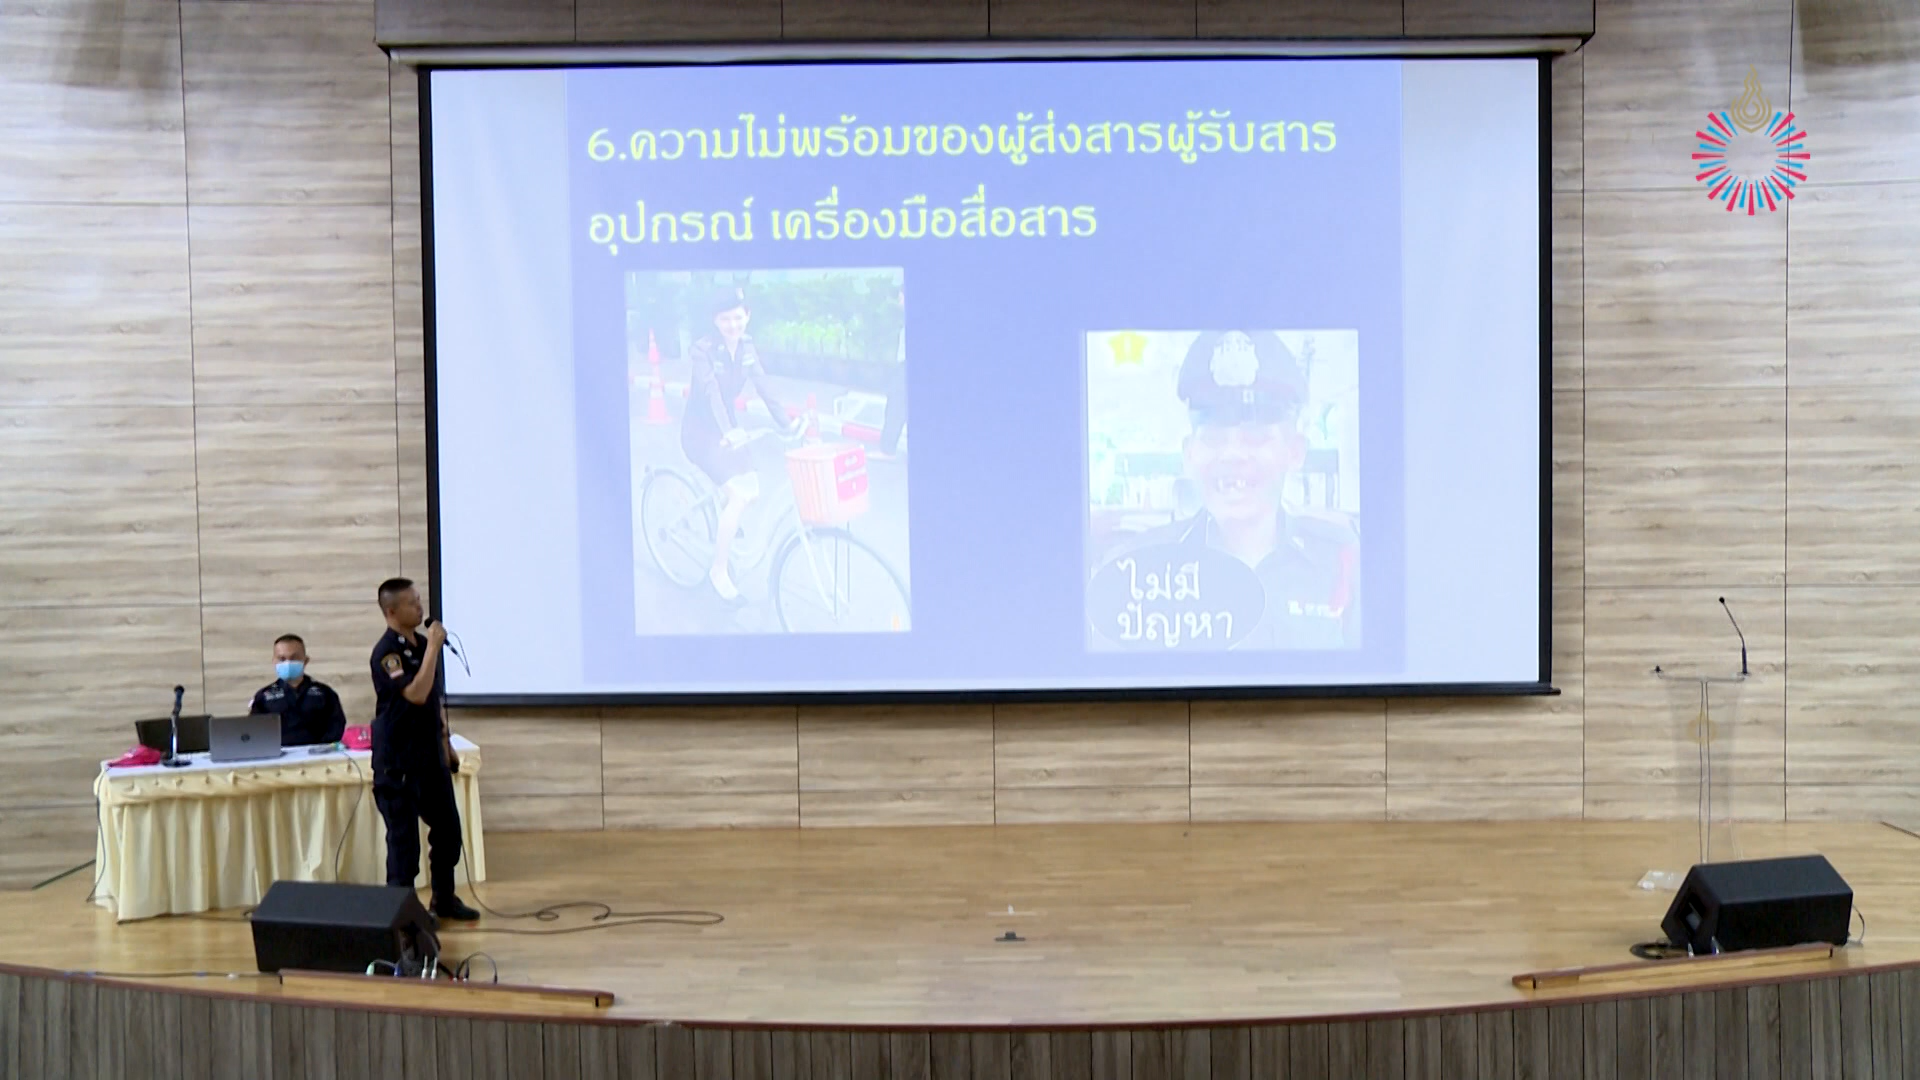 6.ความไม่พร้อมของผู้ส่งสารผู้รับสาร
อุปกรณ์ เครื่องมือสื่อสาร
ไม่มี
ปัญหา